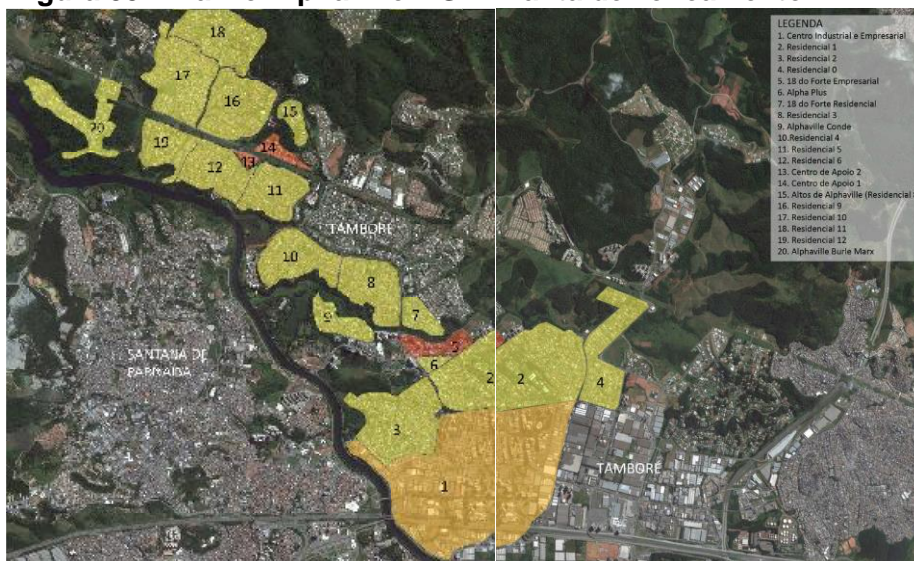 Figura
LEGENDA
1. Centro Industrial e Empresarial
2. Residencial 1
3. Residencial 2
4. Residencial 0
5. 18 do Forte Empresarial
6. Alpha Plus
7. 18 do Forte Residencial
8. Residencial 3
9. Alphaville Conde
10.Residencial 4
11. Residencial 5
12. Residencial 6
13. Centro de Apoio 2
14. Centro de Apoio 1
15. Altos de Alphaville (Residencial
16. Residencial 9
17. Residencial 10
18. Residencial 11
19. Residencial 12
20. Alphaville Burle Marx
18
17
16
15
20
14
19
13
12
11
TAMBORÉ
10
8
9
7
5
6
2
2
4
SANTANA DE
PARNAÍBA
3
TAMBORÉ
1